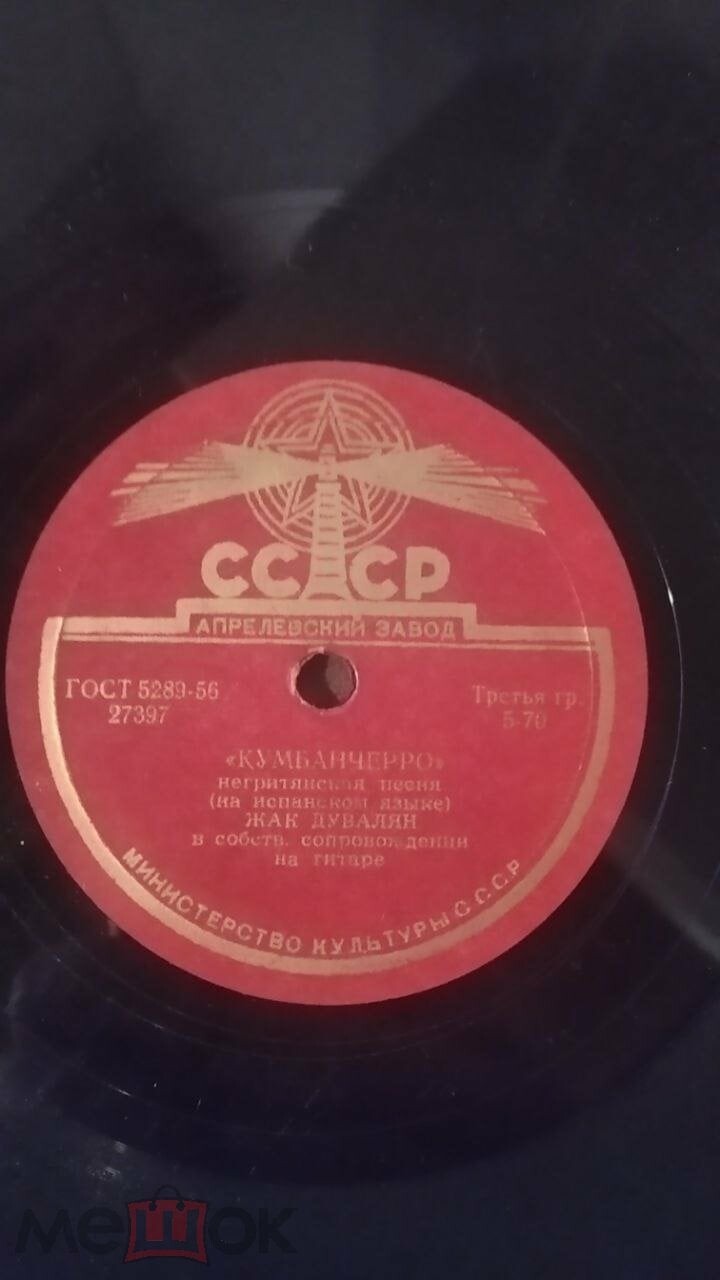 СССР
АПРЕЛЕВСКИЙ ЗАВОД
ГОСТ 5289-56
27397
Третья гр.
5-70
«КУМБАНЧЕРРО»
негритянская песня
(на испанском языке)
ЖАК ДУВАЛЯН
в собств. сопровождении
на гитаре
МИНИСТЕРСТВО КУЛЬТУРЫ СССР
мешок